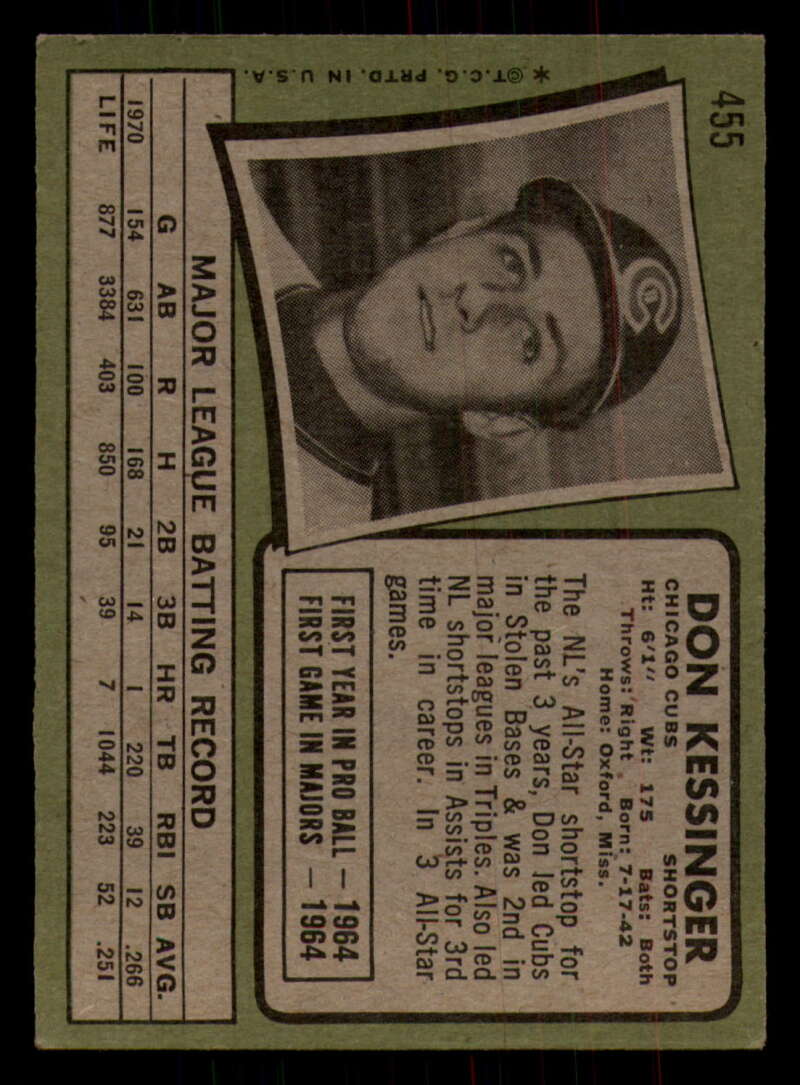 455
DON KESSINGER
CHICAGO CUBS SHORTSTOP
Ht: 6'1" Wt: 175 Bats: Both
Throws: Right Born: 7-17-42
Home: Oxford, Miss.
The NL's All-Star shortstop for
the past 3 years, Don led Cubs
in Stolen Bases & was 2nd in
major leagues in Triples. Also led
NL shortstops in Assists for 3rd
time in career. In 3 All-Star
games.
FIRST YEAR IN PRO BALL — 1964
FIRST GAME IN MAJORS — 1964
C
MAJOR LEAGUE BATTING RECORD
G AB R H 2B 3B HR TB RBI SB AVG.
1970 154 631 100 168 21 14 1 220 39 12 .266
LIFE 877 3384 403 850 95 39 7 1044 223 52 .251
*©T.C.G. PRTD. IN U.S.A.